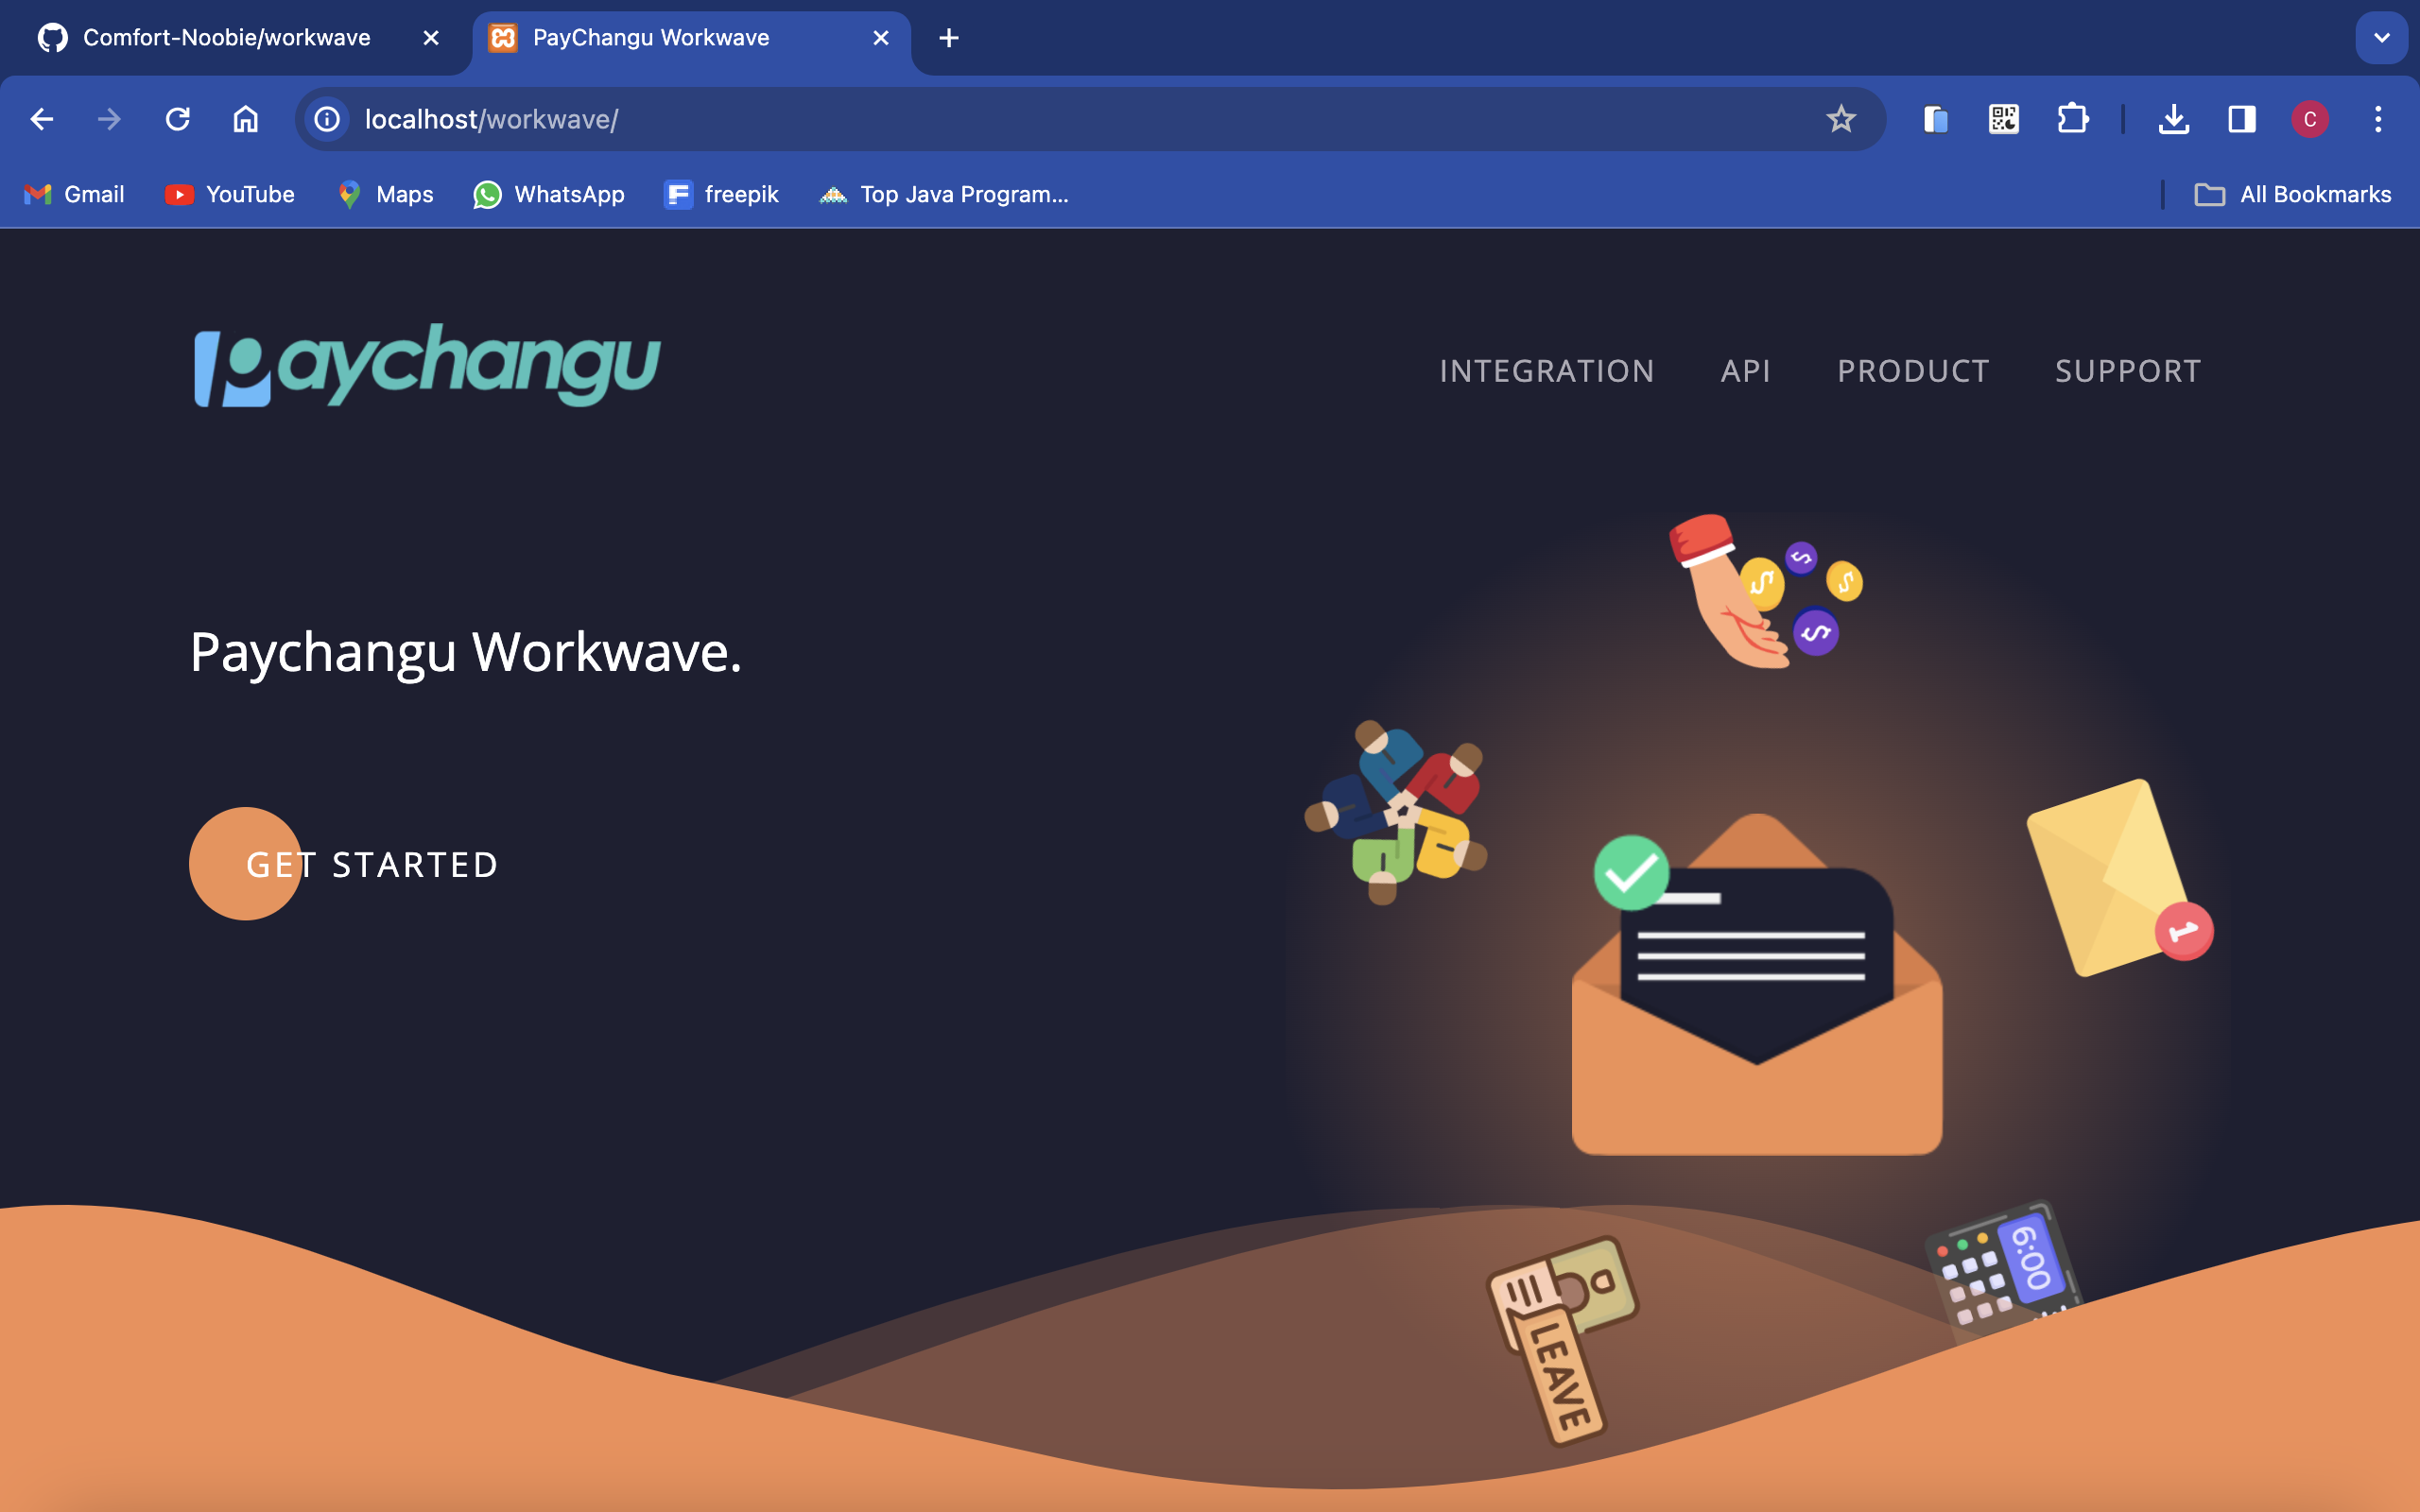 Comfort-Noobie/workwave
PayChangu Workwave
localhost/workwave/
C
Gmail
YouTube
Maps
WhatsApp
freepik
Top Java Program...
All Bookmarks
Paychangu
INTEGRATION
API
PRODUCT
SUPPORT
$
$
$
$
Paychangu Workwave.
GET STARTED
1
6:00
LEAVE